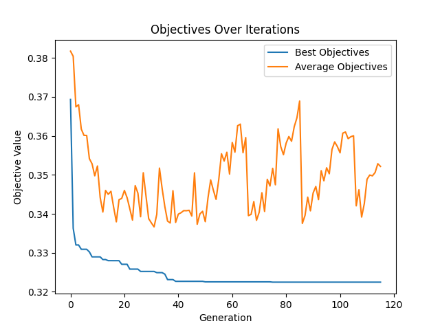 Objectives Over Iterations
Best Objectives
Average Objectives
Objective Value
0.38
0.37
0.36
0.35
0.34
0.33
0.32
0 20 40 60 80 100 120
Generation